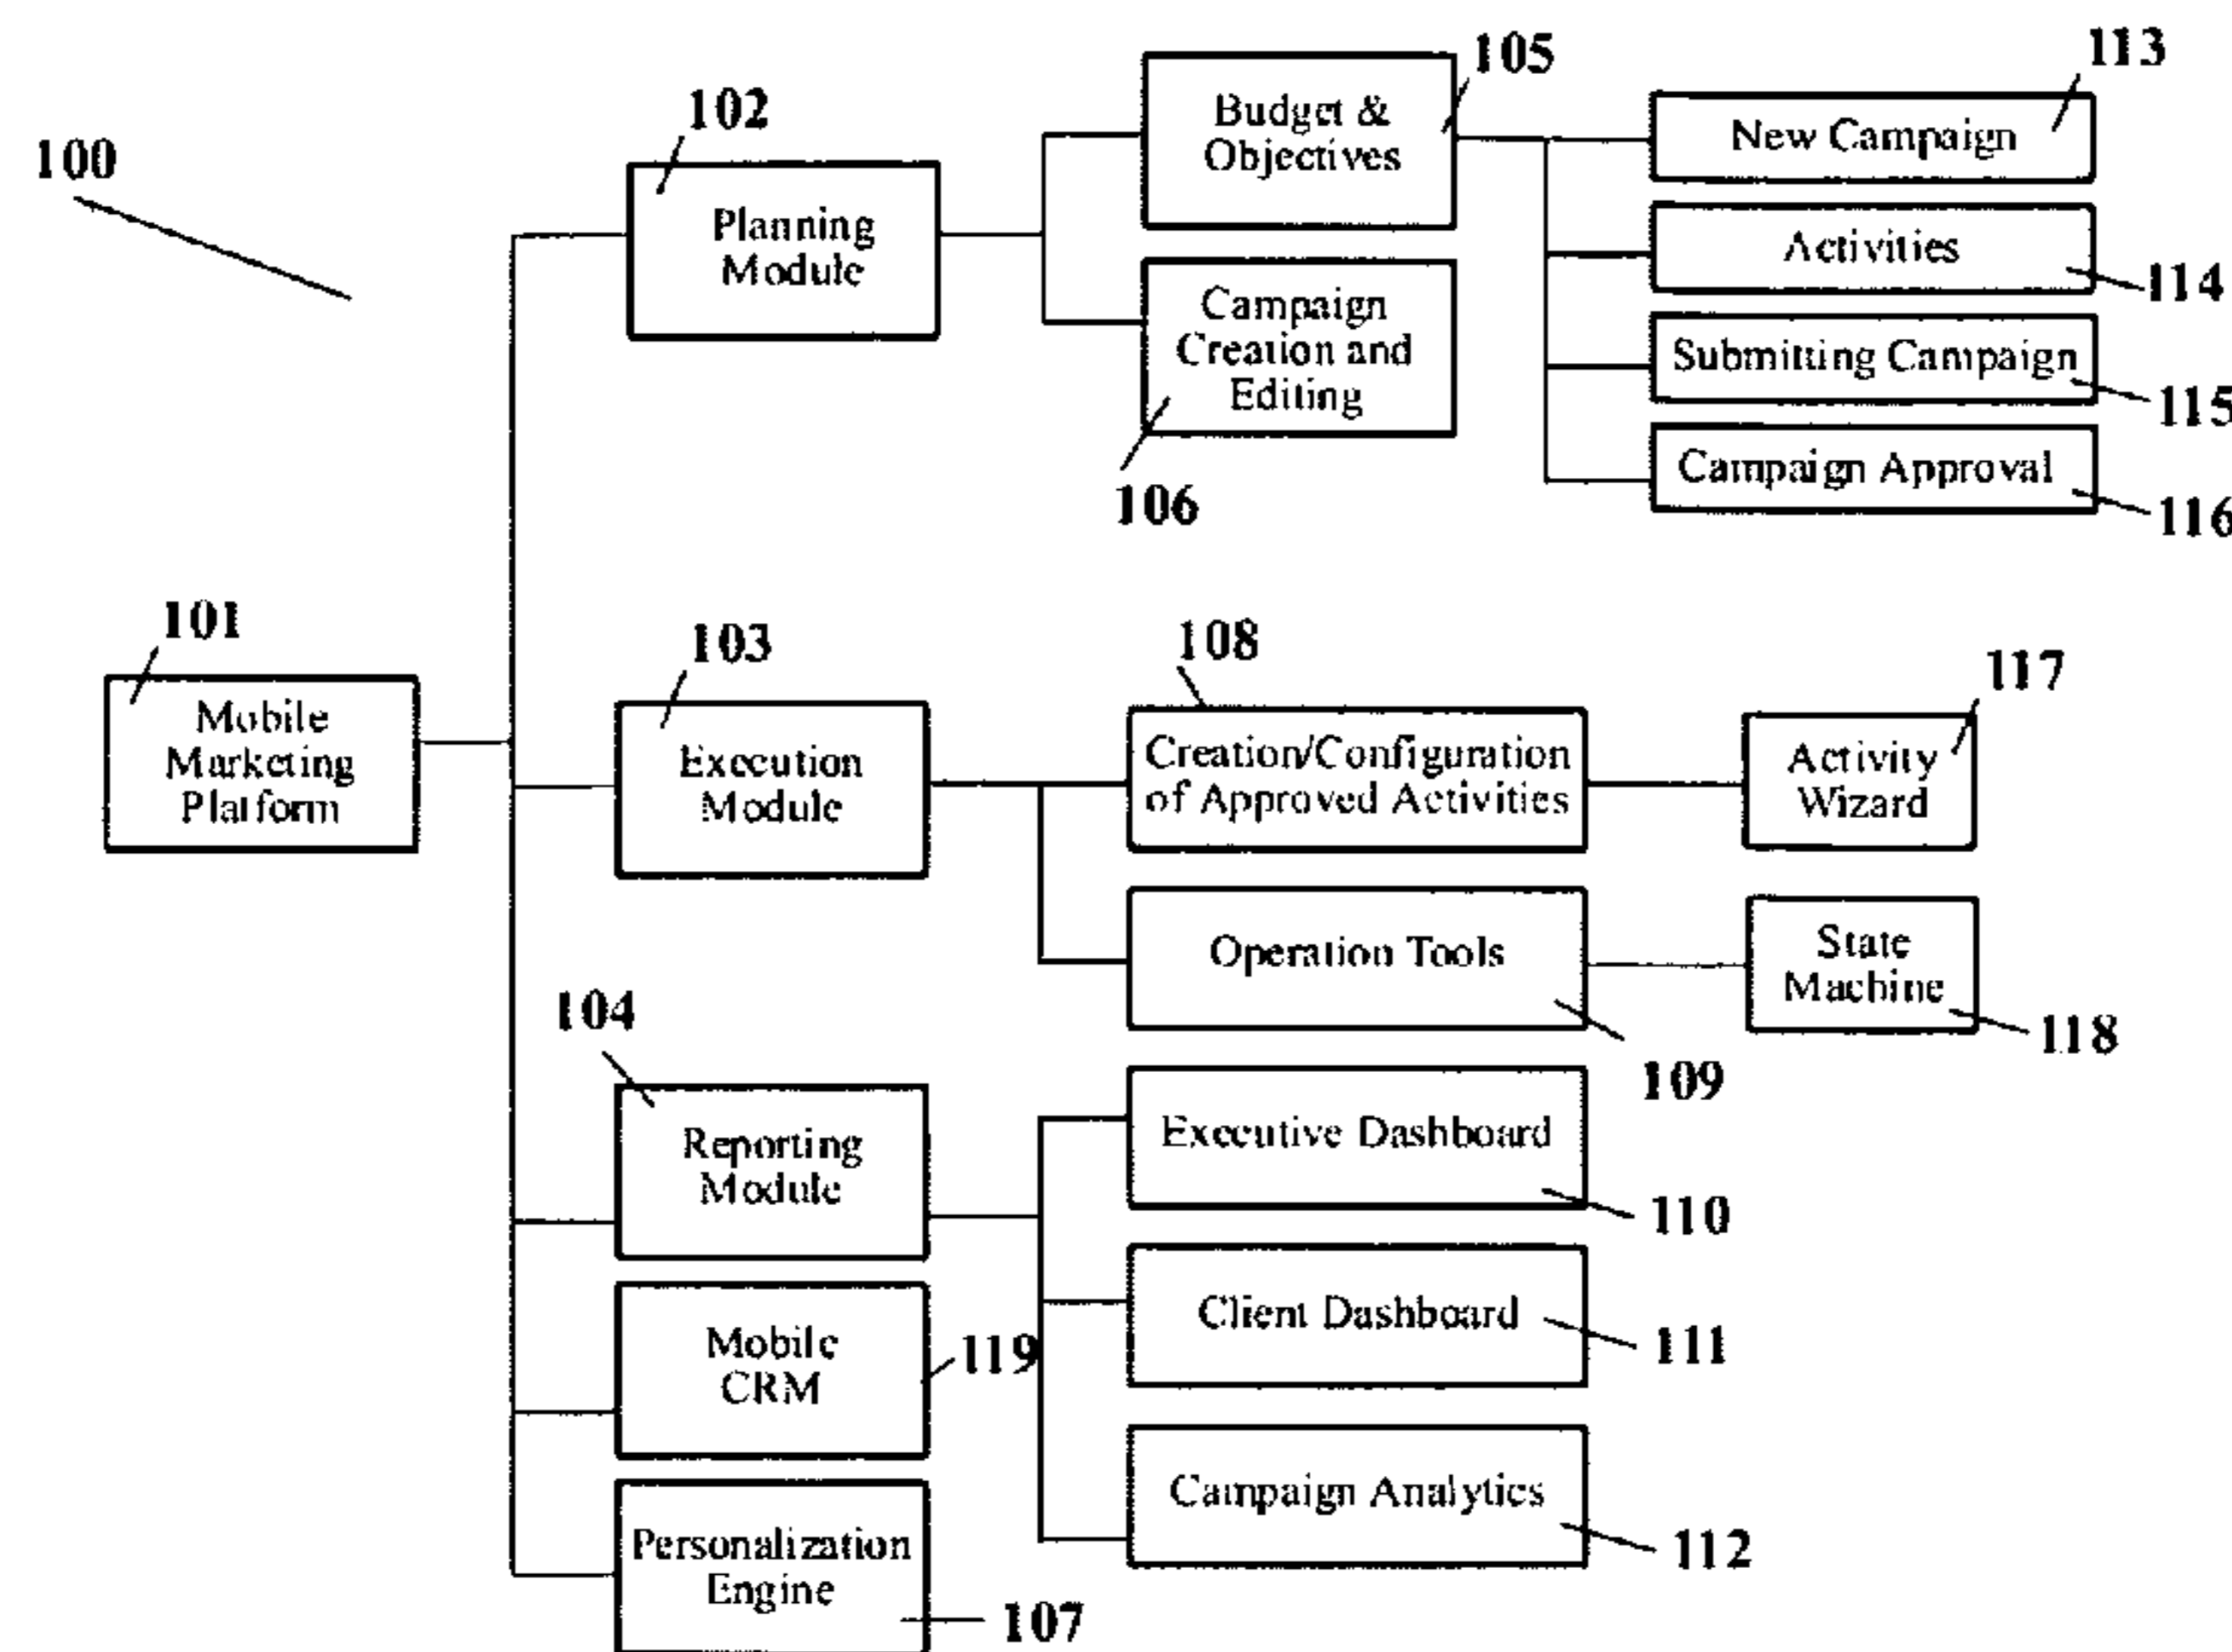 100
102
Planning
Module
105
Budget &
Objectives
Campaign
Creation and
Editing
106
113
New Campaign
Activities
114
Submitting Campaign
115
Campaign Approval
116
101
Mobile
Marketing
Platform
103
Execution
Module
108
Creation/Configuration
of Approved Activities
117
Activity
Wizard
Operation Tools
109
State
Machine
118
104
Reporting
Module
Executive Dashboard
110
Client Dashboard
111
Campaign Analytics
112
Mobile
CRM
119
Personalization
Engine
107